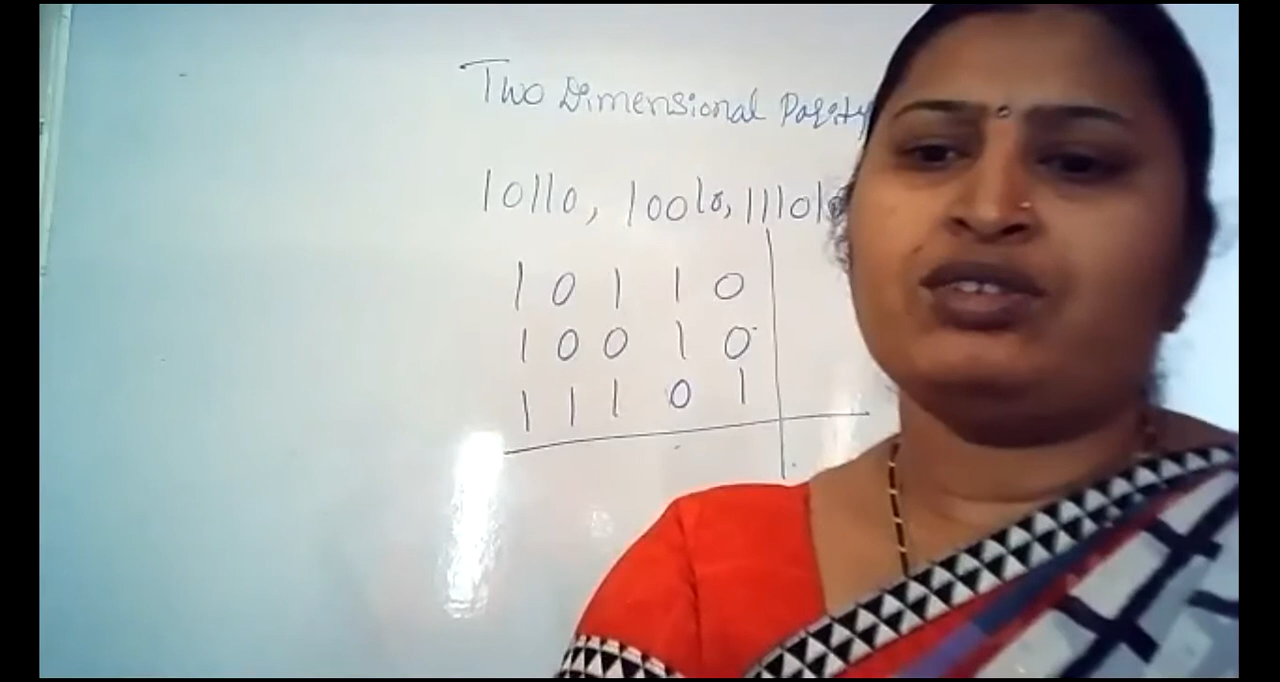 Two Dimensional Parity
10110, 10010, 11101
1 0 1 1 0
1 0 0 1 0
1 1 1 0 1